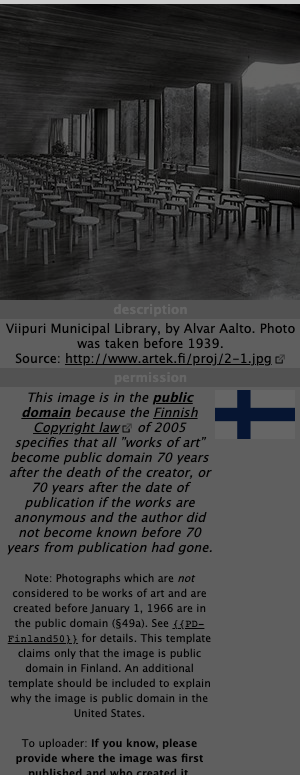 description
Viipuri Municipal Library, by Alvar Aalto. Photo
was taken before 1939.
Source: http://www.artek.fi/proj/2-1.jpg
permission
This image is in the public
domain because the Finnish
Copyright law of 2005
specifies that all "works of art"
become public domain 70 years
after the death of the creator, or
70 years after the date of
publication if the works are
anonymous and the author did
not become known before 70
years from publication had gone.
Note: Photographs which are not
considered to be works of art and are
created before January 1, 1966 are in
the public domain (§49a). See {{PD-
Finland50}} for details. This template
claims only that the image is public
domain in Finland. An additional
template should be included to explain
why the image is public domain in the
United States.
To uploader: If you know, please
provide where the image was first
published and who created it